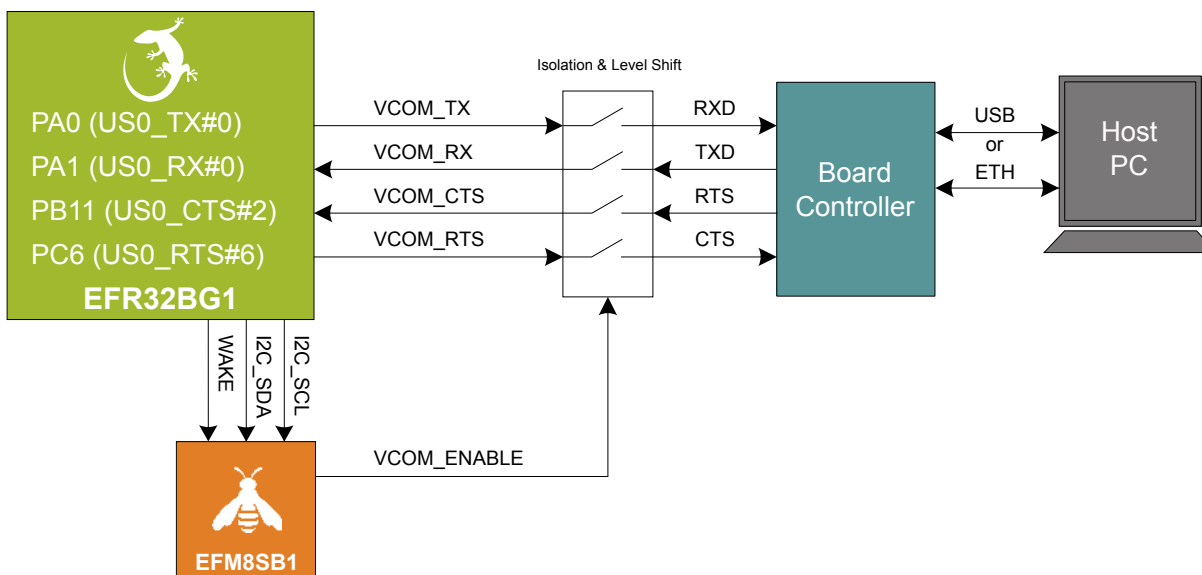 Isolation & Level Shift
PA0 (US0_TX#0)
PA1 (US0_RX#0)
PB11 (US0_CTS#2)
PC6 (US0_RTS#6)
EFR32BG1
VCOM_TX
VCOM_RX
VCOM_CTS
VCOM_RTS
RXD
TXD
RTS
CTS
Board
Controller
USB
or
ETH
Host
PC
WAKE
I2C_SDA
I2C_SCL
VCOM_ENABLE
EFM8SB1